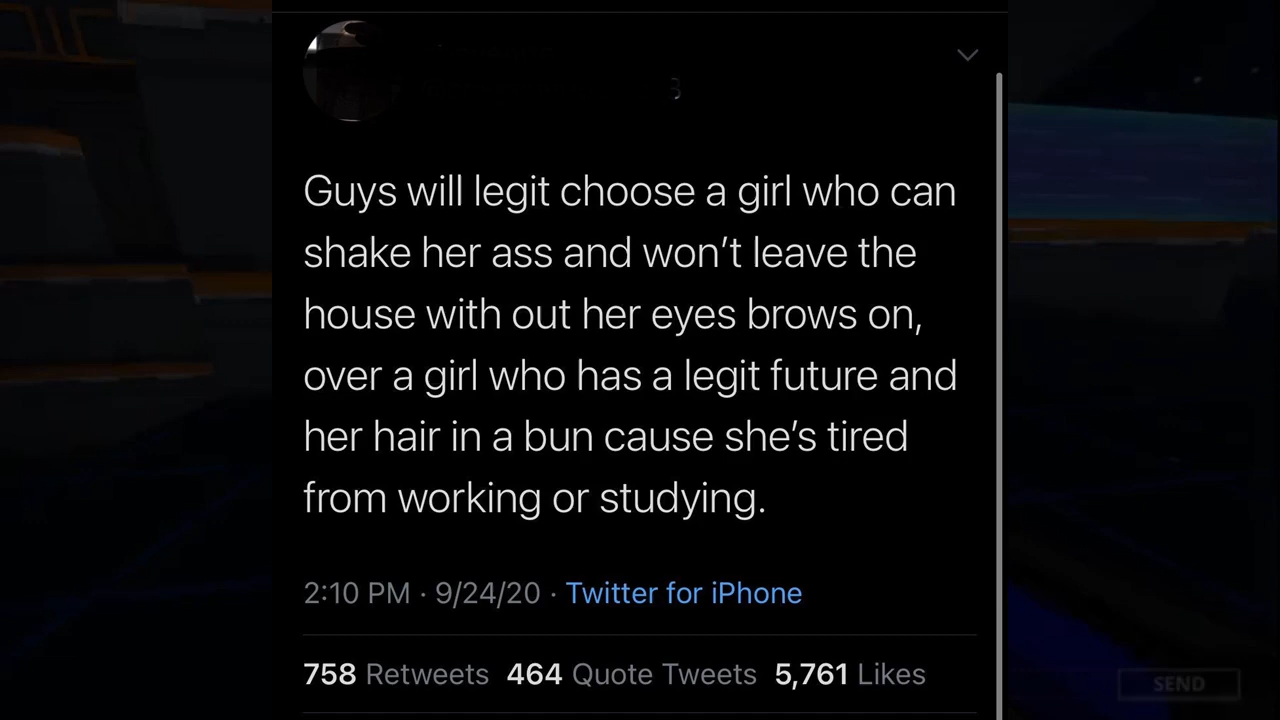 Guys will legit choose a girl who can
shake her ass and won’t leave the
house with out her eyes brows on,
over a girl who has a legit future and
her hair in a bun cause she’s tired
from working or studying.
2:10 PM · 9/24/20 · Twitter for iPhone
758 Retweets 464 Quote Tweets 5,761 Likes
SEND